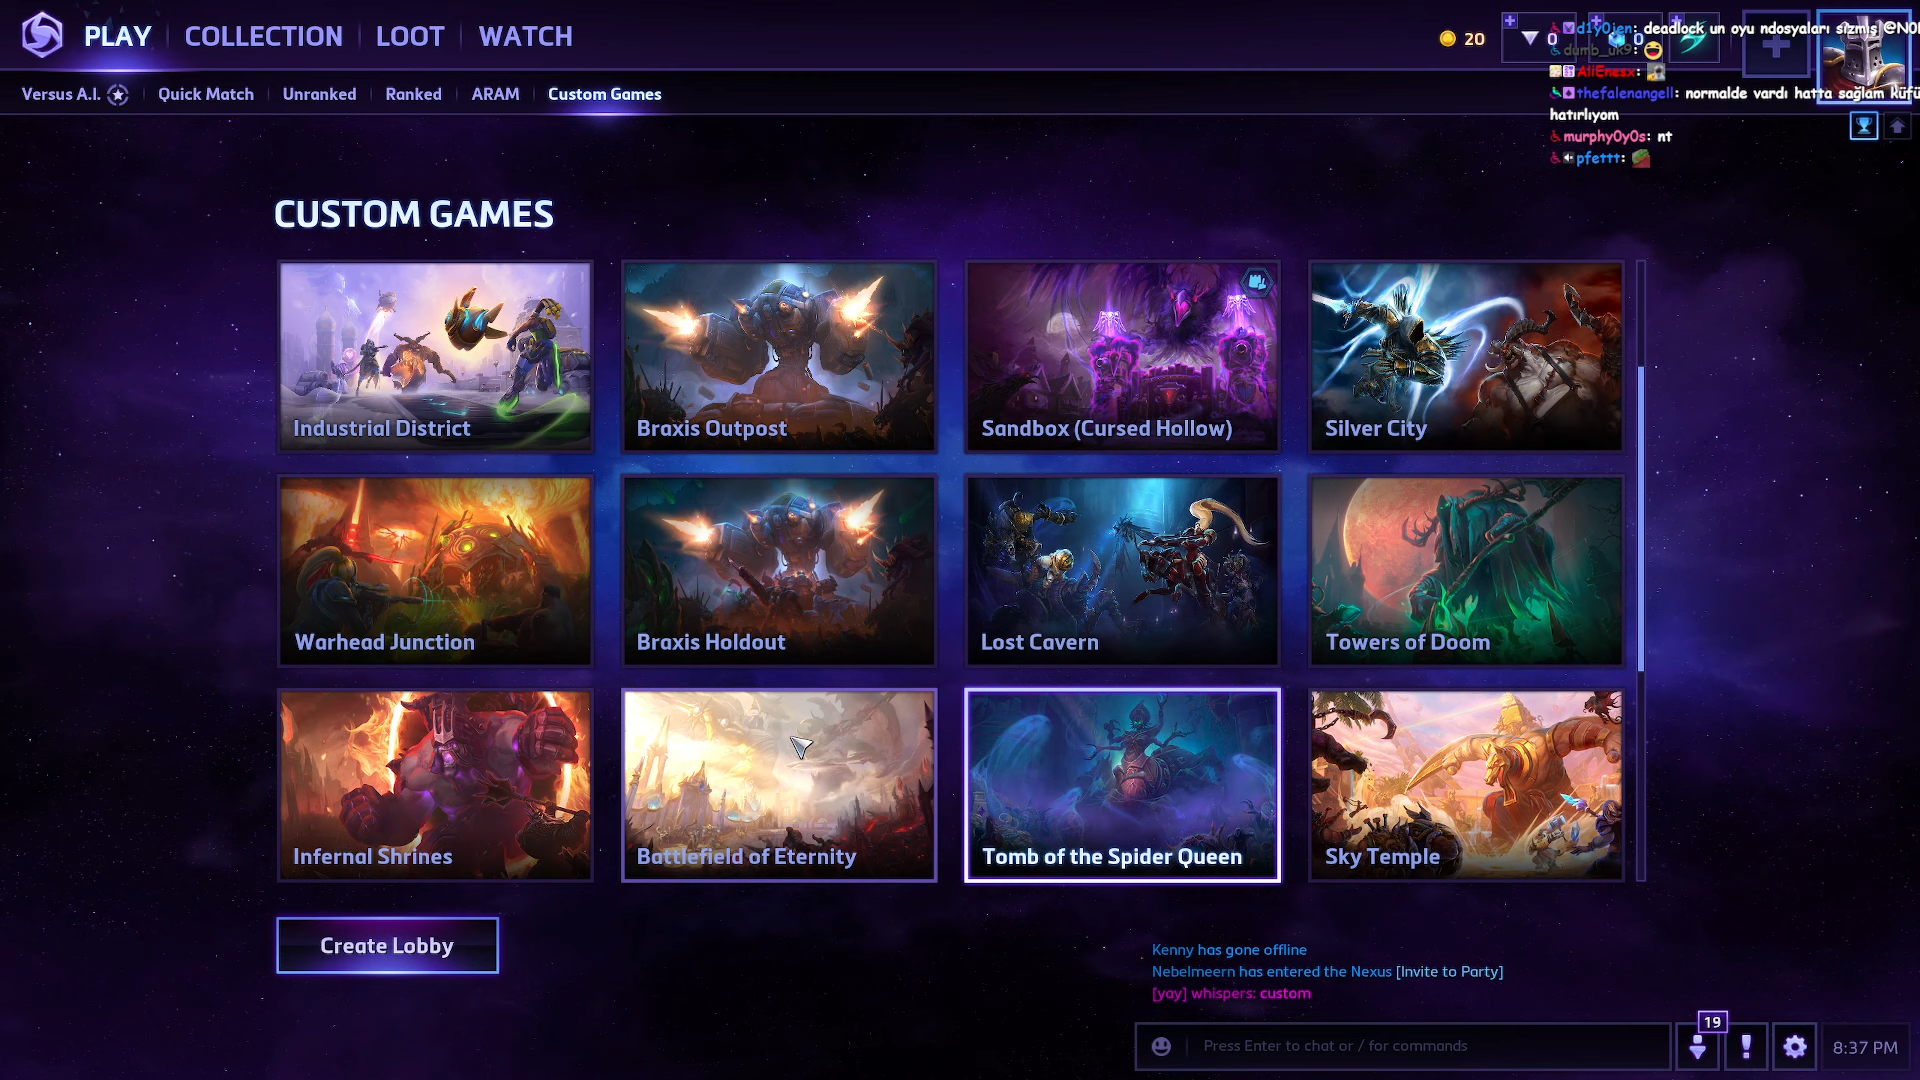 PLAY
COLLECTION
LOOT
WATCH
20
0
0
Versus A.I.
Quick Match
Unranked
Ranked
ARAM
Custom Games
d1y0jen: deadlock un oyu ndosyaları sızmış
dumb_uk9:
AliEnesx:
thefalenangell: normalde vardı hatta sağlam
hatırlıyom
murphy0y0s: nt
pfettt:
CUSTOM GAMES
Industrial District
Braxis Outpost
Sandbox (Cursed Hollow)
Silver City
Warhead Junction
Braxis Holdout
Lost Cavern
Towers of Doom
Infernal Shrines
Battlefield of Eternity
Tomb of the Spider Queen
Sky Temple
Create Lobby
Kenny has gone offline
Nebelmeern has entered the Nexus [Invite to Party]
[yay] whispers: custom
Press Enter to chat or / for commands
19
8:37 PM